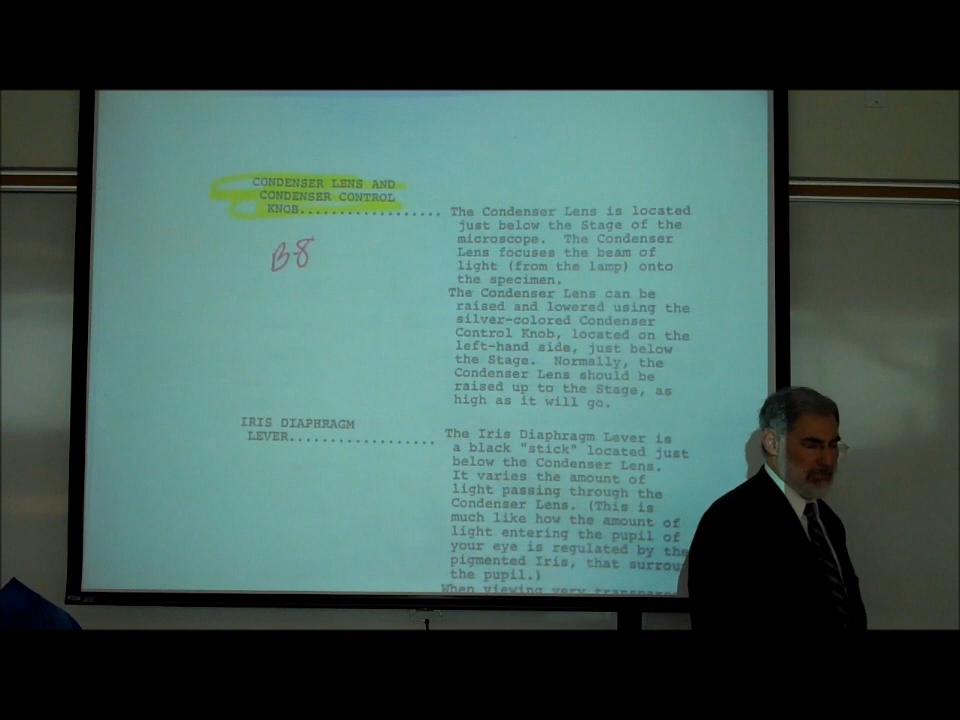 CONDENSER LENS AND
CONDENSER CONTROL
KNOB..................
The Condenser Lens is located
just below the Stage of the
microscope. The Condenser
Lens focuses the beam of
light (from the lamp) onto
the specimen.
The Condenser Lens can be
raised and lowered using the
silver-colored Condenser
Control Knob, located on the
left-hand side, just below
the Stage. Normally, the
Condenser Lens should be
raised up to the Stage, as
high as it will go.
B-8
IRIS DIAPHRAGM
LEVER...................
The Iris Diaphragm Lever is
a black "stick" located just
below the Condenser Lens.
It varies the amount of
light passing through the
Condenser Lens. (This is
much like how the amount of
light entering the pupil of
your eye is regulated by the
pigmented Iris, that surrou
the pupil.)
When viewing very transpare